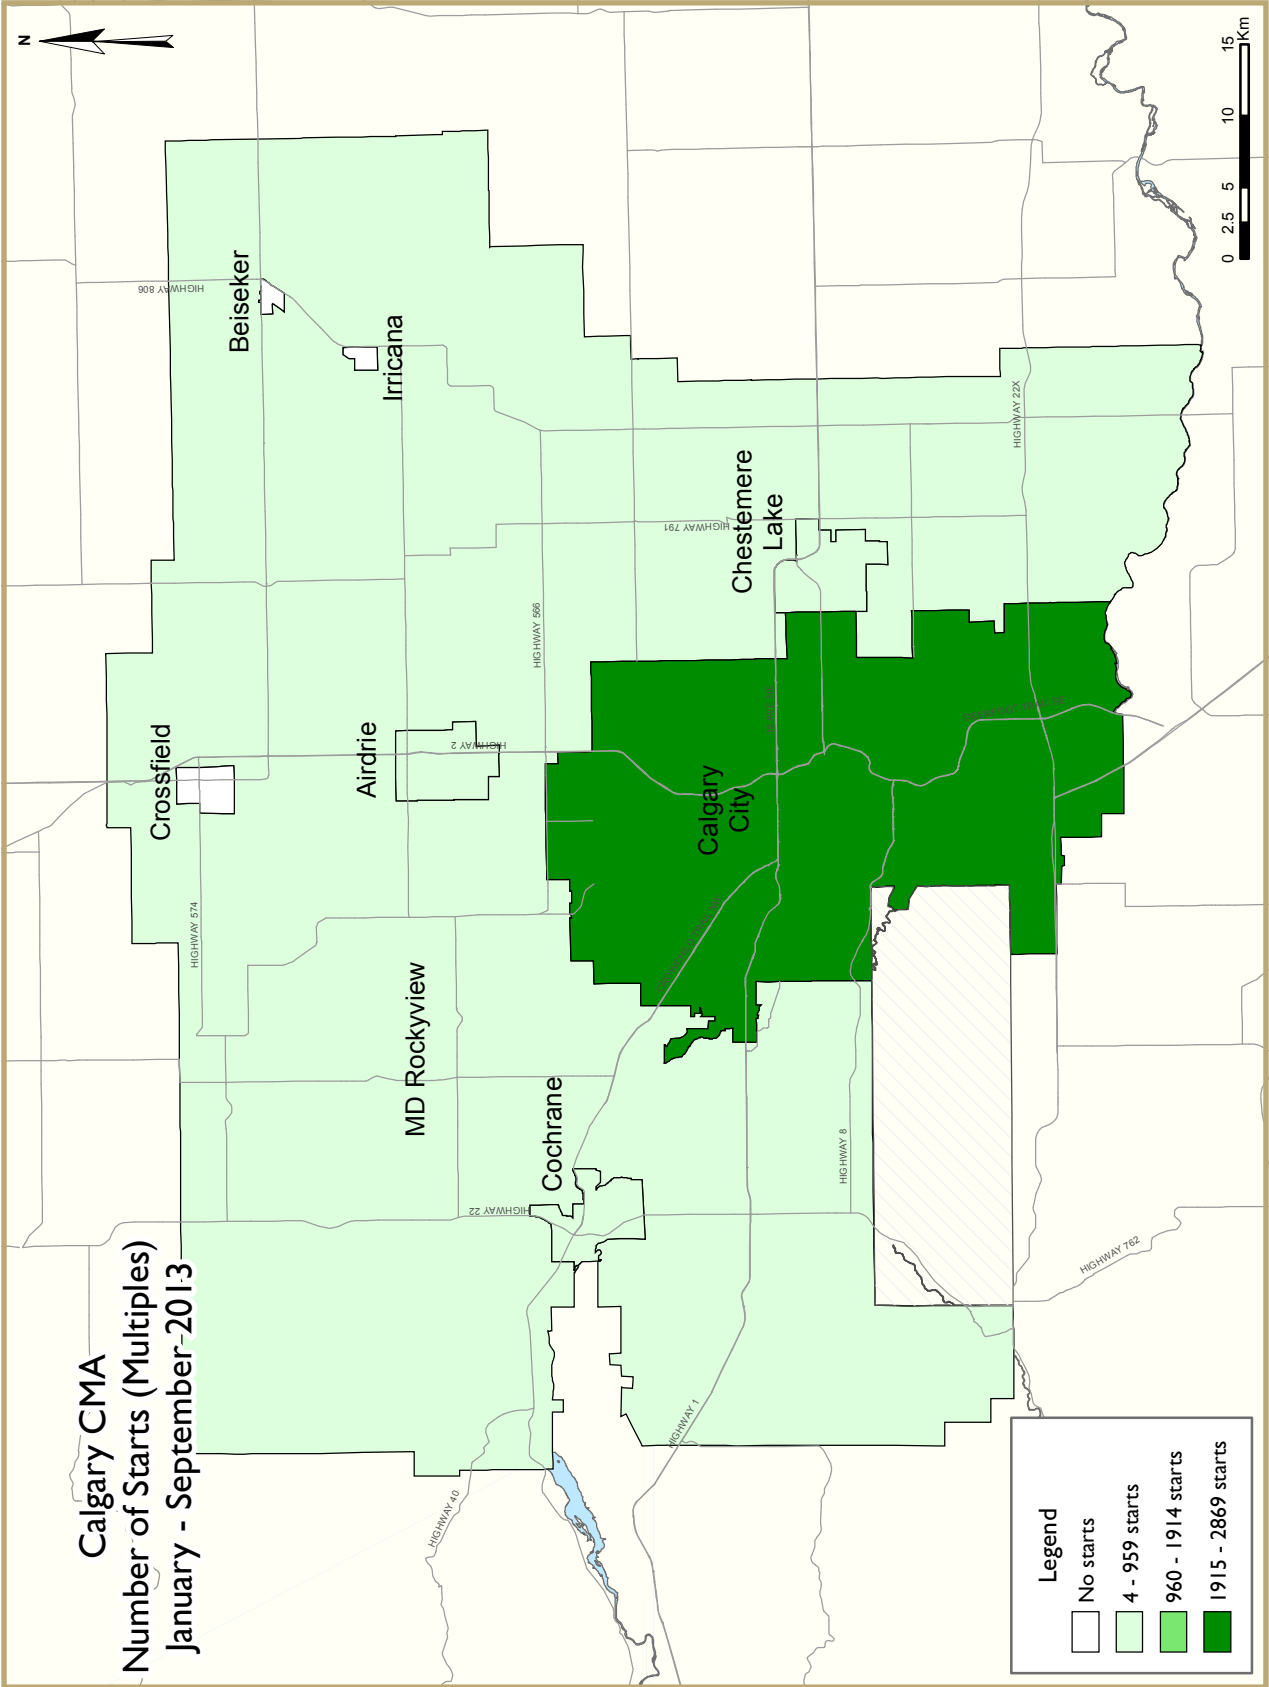 Calgary CMA
Number of Starts (Multiples)
January - September 2013
N
Beiseker
Irricana
Crossfield
Airdrie
MD Rockyview
Cochrane
Chestemere
Lake
Calgary
City
HIGHWAY 806
HIGHWAY 574
HIGHWAY 2
HIGHWAY 566
HIGHWAY 791
HIGHWAY 22X
HIGHWAY 22
HIGHWAY 8
HIGHWAY 40
HIGHWAY 1
HIGHWAY 762
Legend
No starts
4 - 959 starts
960 - 1914 starts
1915 - 2869 starts
0 2.5 5 10 15
Km